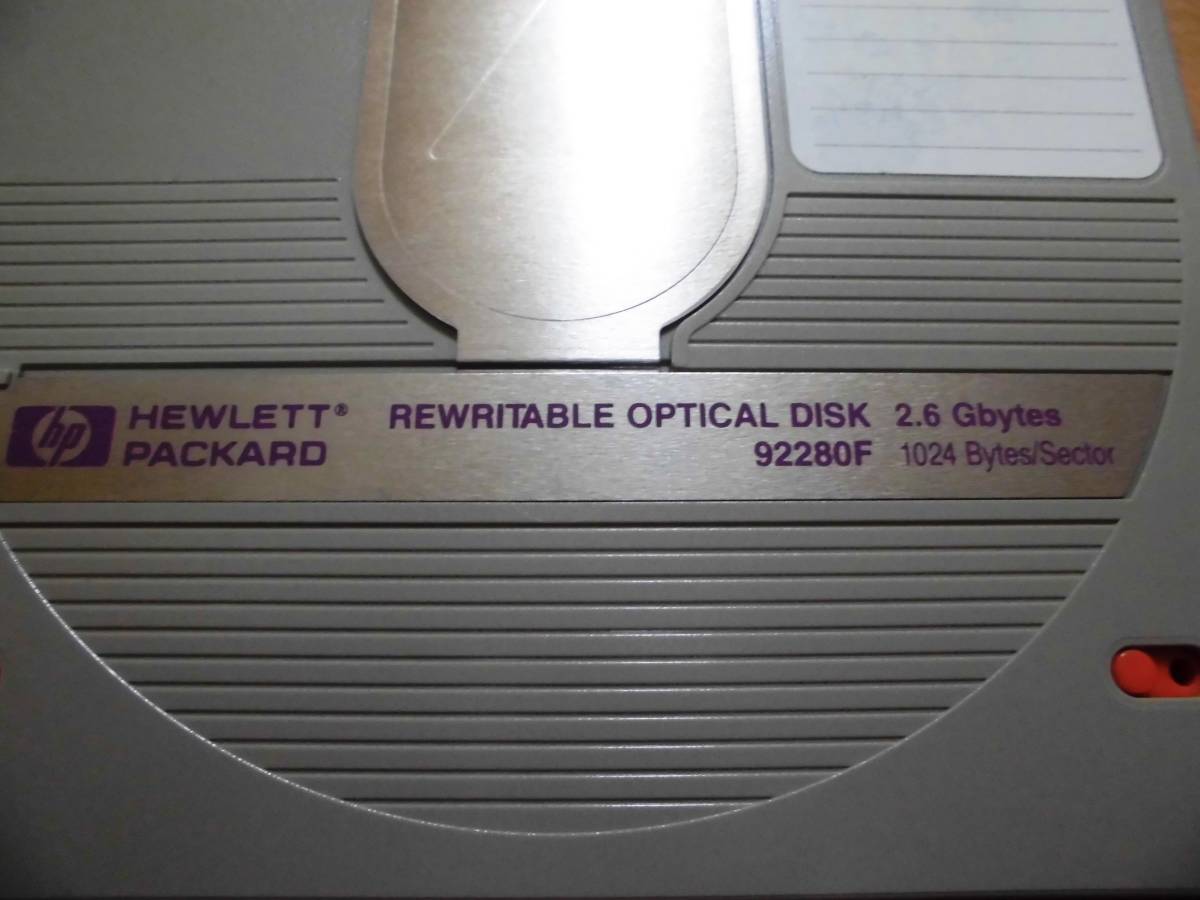 hp HEWLETT® PACKARD
REWRITABLE OPTICAL DISK 2.6 Gbytes
92280F 1024 Bytes/Sector